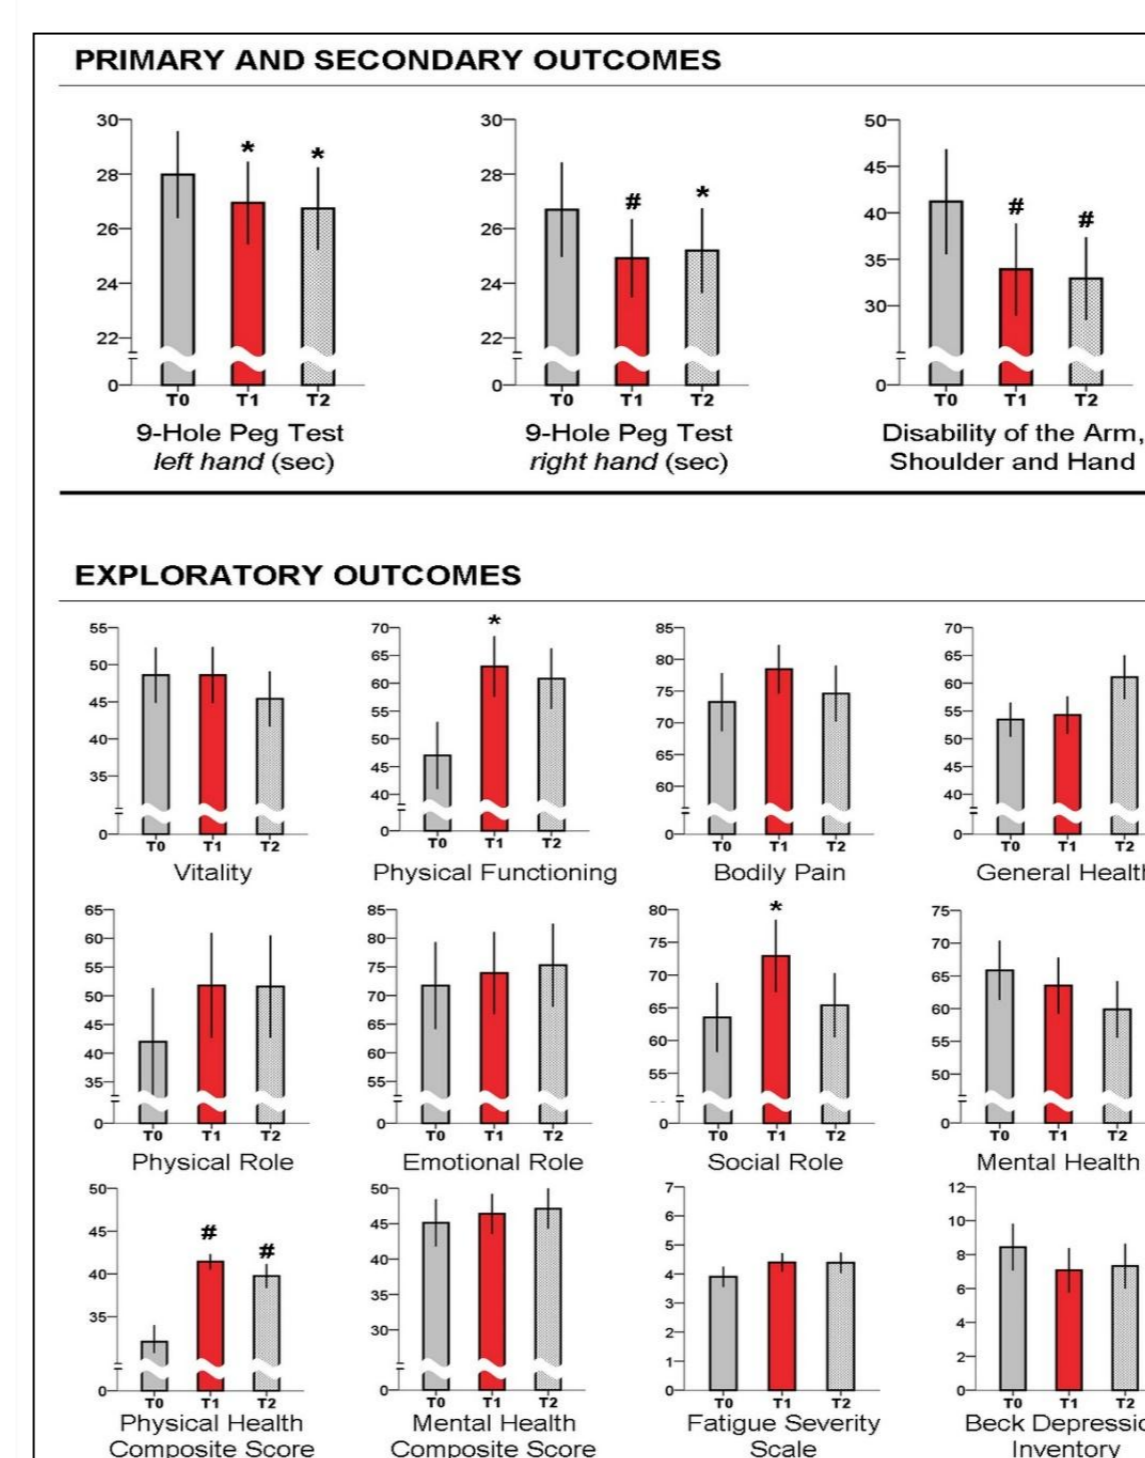 PRIMARY AND SECONDARY OUTCOMES
30
28
26
24
22
0
*
*
T0 T1 T2
9-Hole Peg Test
left hand (sec)
30
28
26
24
22
0
#
*
T0 T1 T2
9-Hole Peg Test
right hand (sec)
50
45
40
35
30
0
#
#
T0 T1 T2
Disability of the Arm,
Shoulder and Hand
EXPLORATORY OUTCOMES
55
50
45
40
35
0
T0 T1 T2
Vitality
70
65
60
55
50
45
40
0
*
T0 T1 T2
Physical Functioning
85
80
75
70
65
60
0
T0 T1 T2
Bodily Pain
70
65
60
55
50
45
40
0
T0 T1 T2
General Health
65
60
55
50
45
40
35
0
T0 T1 T2
Physical Role
85
80
75
70
65
60
55
0
T0 T1 T2
Emotional Role
80
75
70
65
60
55
0
*
T0 T1 T2
Social Role
75
70
65
60
55
50
0
T0 T1 T2
Mental Health
50
45
40
35
0
#
#
T0 T1 T2
Physical Health
Composite Score
50
45
40
35
30
0
T0 T1 T2
Mental Health
Composite Score
7
6
5
4
3
2
1
0
T0 T1 T2
Fatigue Severity
Scale
12
10
8
6
4
2
0
T0 T1 T2
Beck Depressio
Inventory